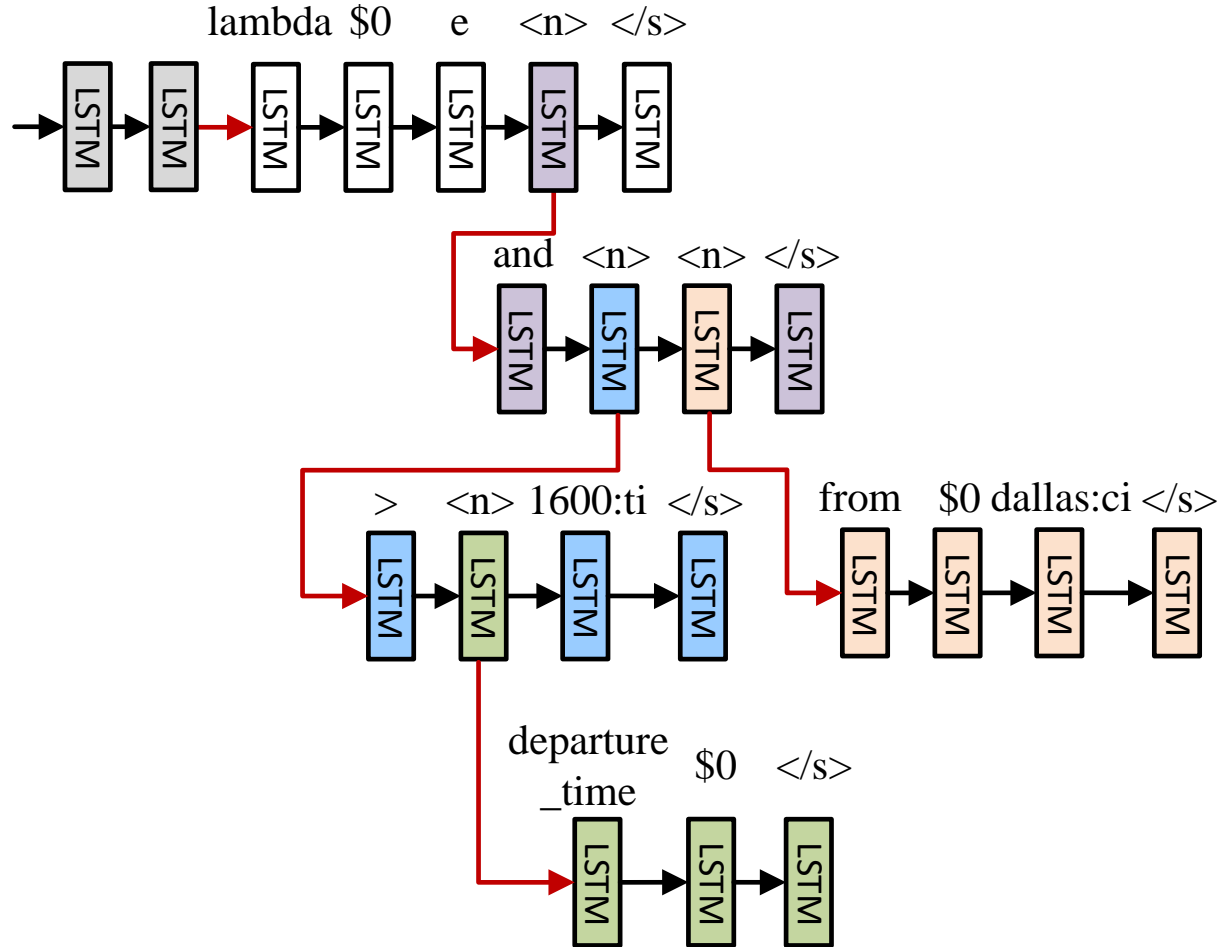 lambda $0 e <n> </s>
LSTM LSTM LSTM LSTM LSTM LSTM LSTM
and <n> <n> </s>
LSTM LSTM LSTM LSTM
> <n> 1600:ti </s>
from $0 dallas:ci </s>
LSTM LSTM LSTM LSTM
LSTM LSTM LSTM LSTM
departure
_time
$0 </s>
LSTM LSTM LSTM